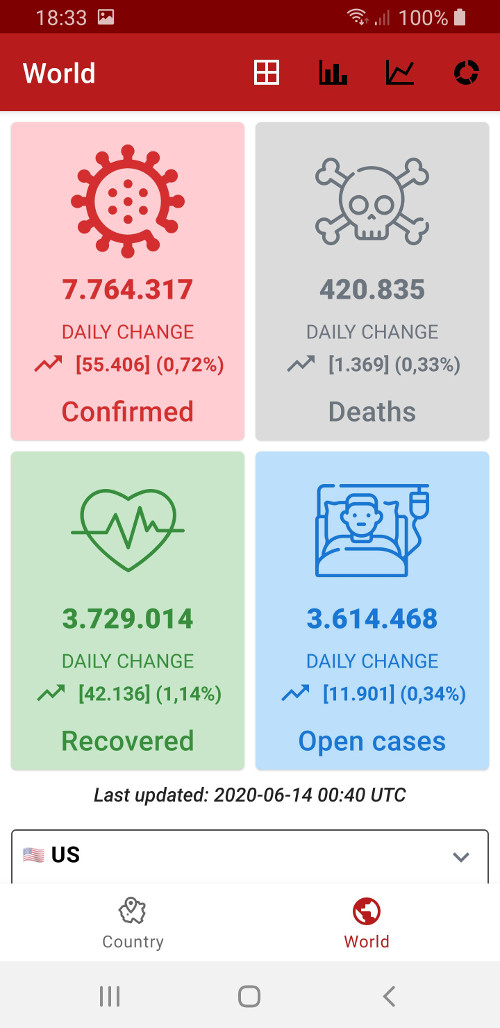 18:33 100%
World
7.764.317
DAILY CHANGE
[55.406] (0,72%)
Confirmed
420.835
DAILY CHANGE
[1.369] (0,33%)
Deaths
3.729.014
DAILY CHANGE
[42.136] (1,14%)
Recovered
3.614.468
DAILY CHANGE
[11.901] (0,34%)
Open cases
Last updated: 2020-06-14 00:40 UTC
US
Country
World